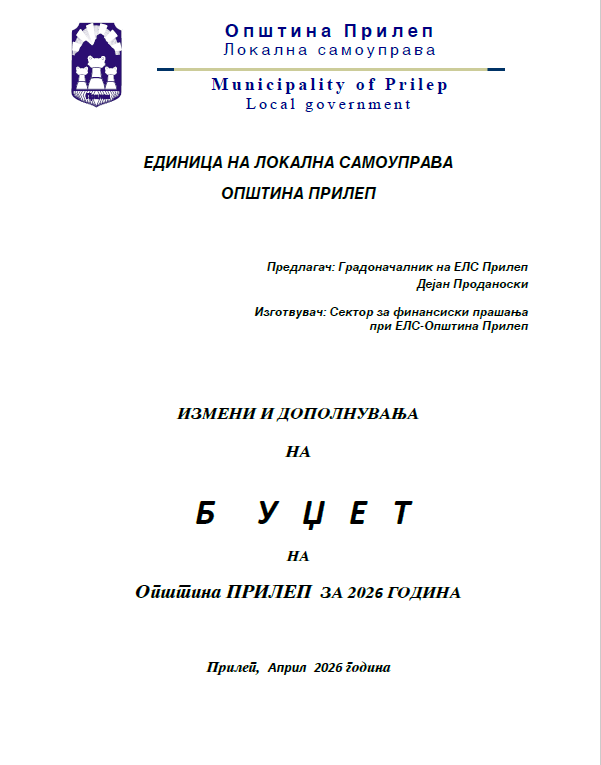 Општина Прилеп
Локална самоуправа
Municipality of Prilep
Local government
ЕДИНИЦА НА ЛОКАЛНА САМОУПРАВА
ОПШТИНА ПРИЛЕП
Предлагач: Градоначалник на ЕЛС Прилеп
Дејан Проданоски
Изготвувач: Сектор за финансиски прашања
при ЕЛС-Општина Прилеп
ИЗМЕНИ И ДОПОЛНУВАЊА
НА
Б У Џ Е Т
НА
Општина ПРИЛЕП ЗА 2026 ГОДИНА
Прилеп, Април 2026 година